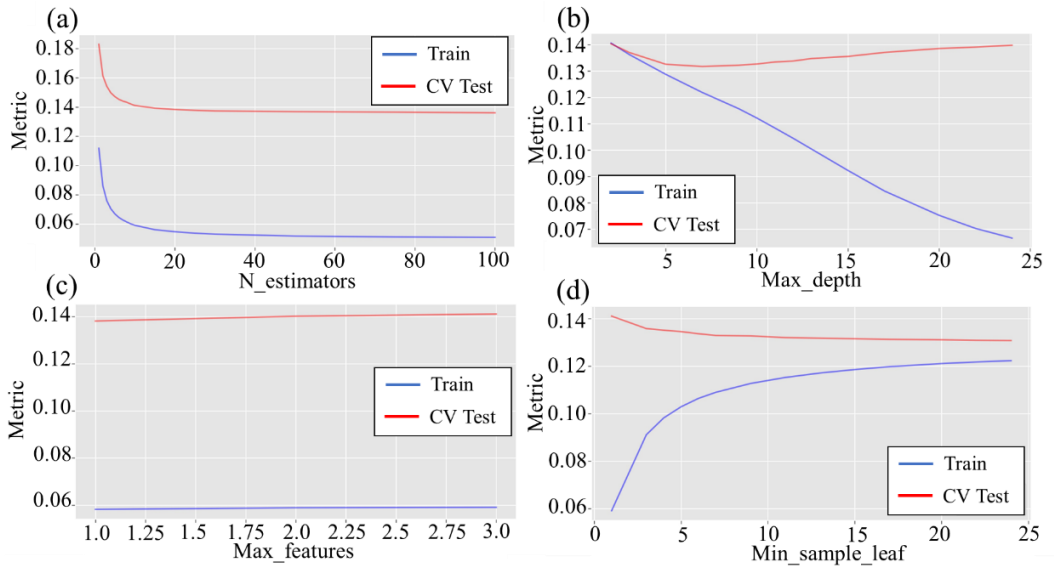 (a)
0.18
0.16
0.14
0.12
0.10
0.08
0.06
Metric
Train
CV Test
0 20 40 60 80 100
N_estimators
(b)
0.14
0.13
0.12
0.11
0.10
0.09
0.08
0.07
Metric
Train
CV Test
5 10 15 20 25
Max_depth
(c)
0.14
0.12
0.10
0.08
0.06
Metric
Train
CV Test
1.0 1.25 1.50 1.75 2.0 2.25 2.5 2.75 3.0
Max_features
(d)
0.14
0.12
0.10
0.08
0.06
Metric
Train
CV Test
0 5 10 15 20 25
Min_sample_leaf